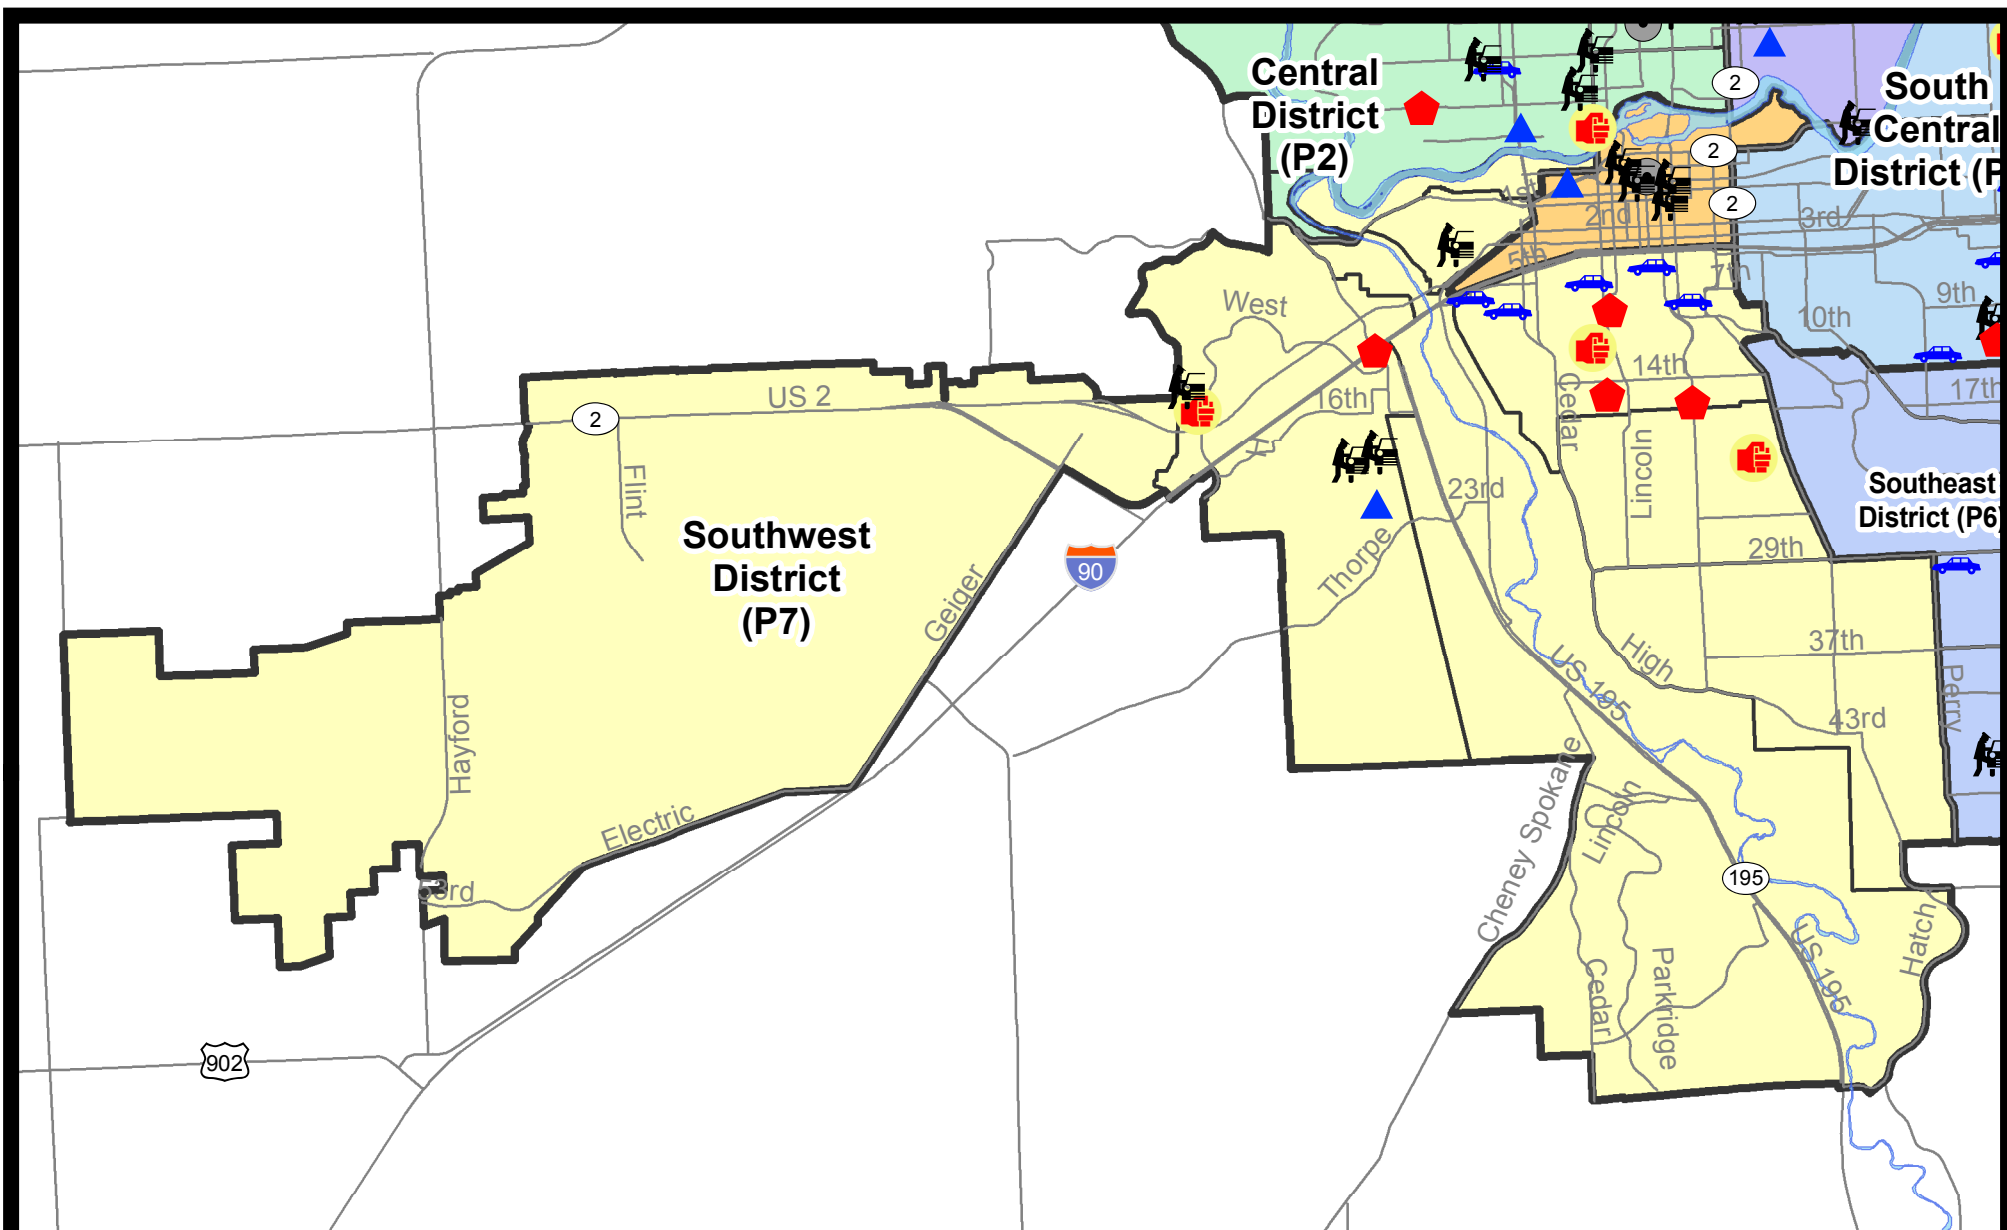 Central
District
(P2)
2
South
Central
District (P
2
2
1st
2nd
3rd
5th
7th
9th
10th
West
14th
17th
US 2
2
16th
Cedar
Lincoln
Flint
23rd
Southeast
District (P6)
Southwest
District
(P7)
90
Thorpe
29th
Geiger
High
37th
US 195
Perry
43rd
Hayford
Cheney Spokane
Lincoln
Electric
53rd
195
Hatch
US 195
Cedar
Parkridge
902